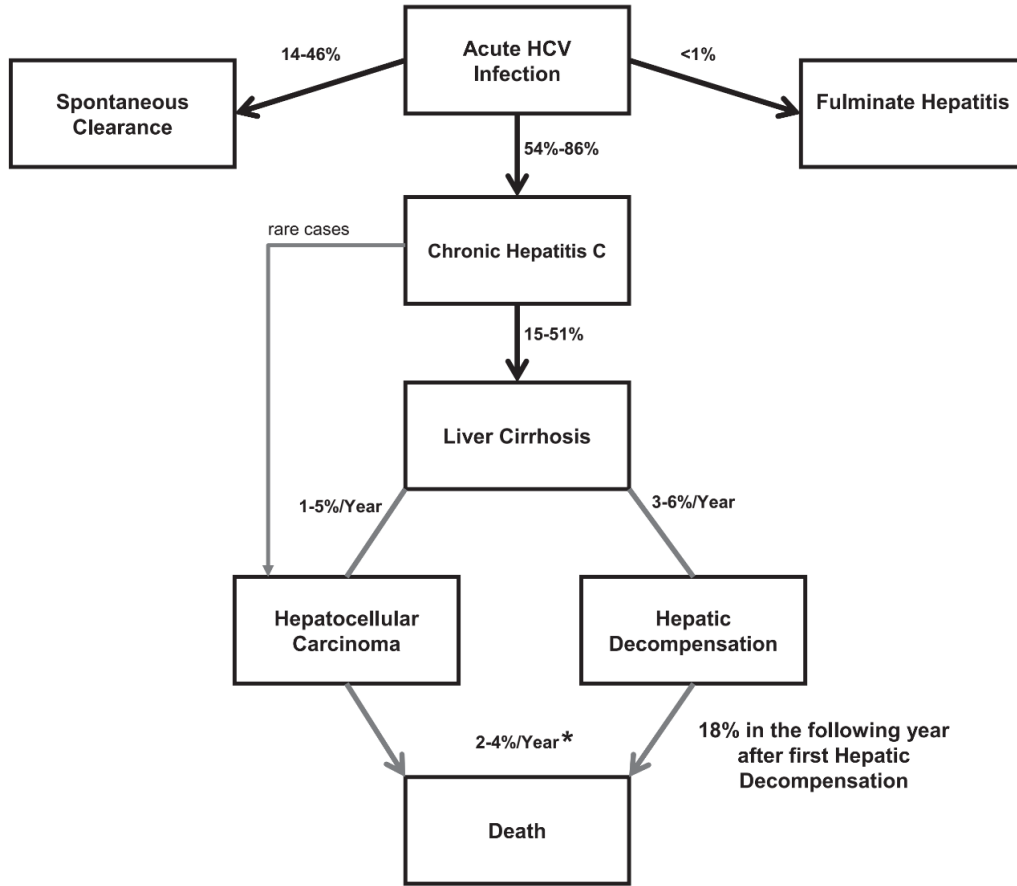 Acute HCV
Infection
14-46%
<1%
Spontaneous
Clearance
Fulminate Hepatitis
54%-86%
rare cases
Chronic Hepatitis C
15-51%
Liver Cirrhosis
1-5%/Year
3-6%/Year
Hepatocellular
Carcinoma
Hepatic
Decompensation
2-4%/Year*
18% in the following year
after first Hepatic
Decompensation
Death